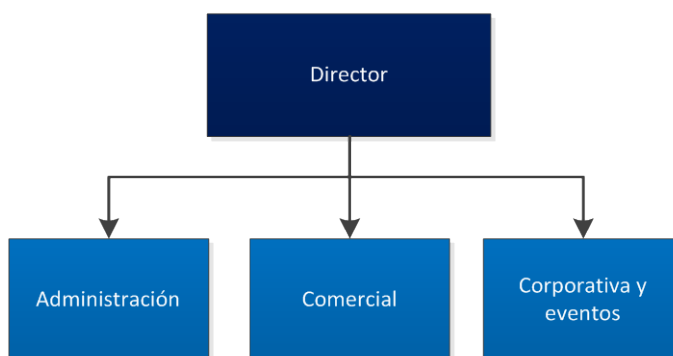 Director
Administración
Comercial
Corporativa y
eventos